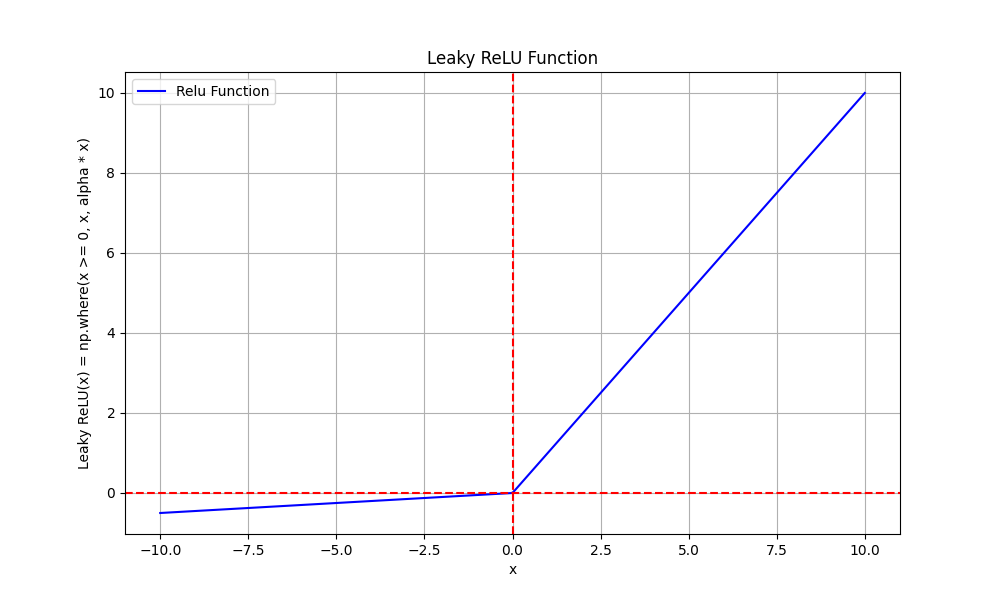 Leaky ReLU Function
Relu Function
Leaky ReLU(x) = np.where(x >= 0, x, alpha * x)
10
8
6
4
2
0
−10.0 −7.5 −5.0 −2.5 0.0 2.5 5.0 7.5 10.0
x